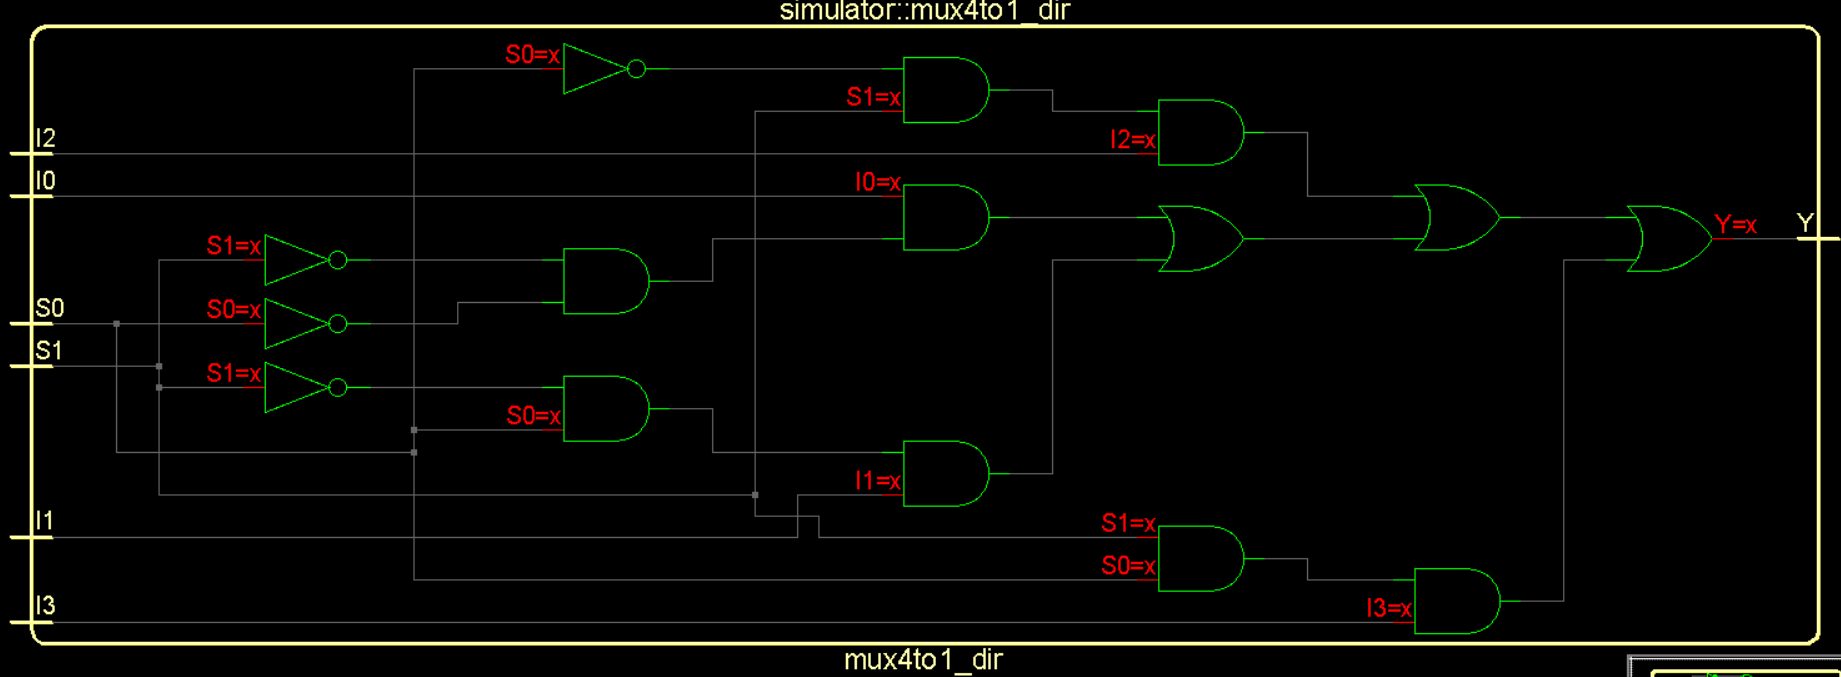 simulator::mux4to1_dir
S0=x
S1=x
I2
I2=x
I0
I0=x
Y=x
Y
S1=x
S0
S0=x
S1
S1=x
S0=x
I1=x
I1
S1=x
S0=x
I3
I3=x
mux4to1_dir